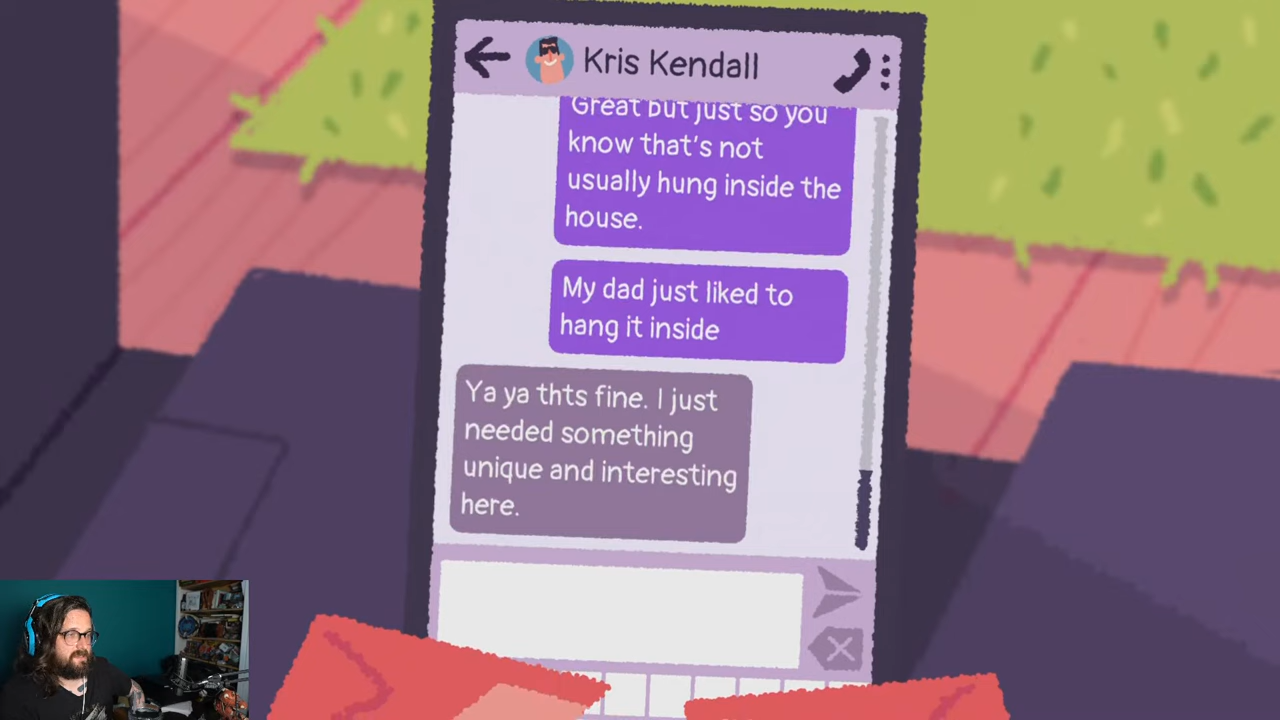 Kris Kendall
Great but just so you
know that's not
usually hung inside the
house.
My dad just liked to
hang it inside
Ya ya thts fine. I just
needed something
unique and interesting
here.